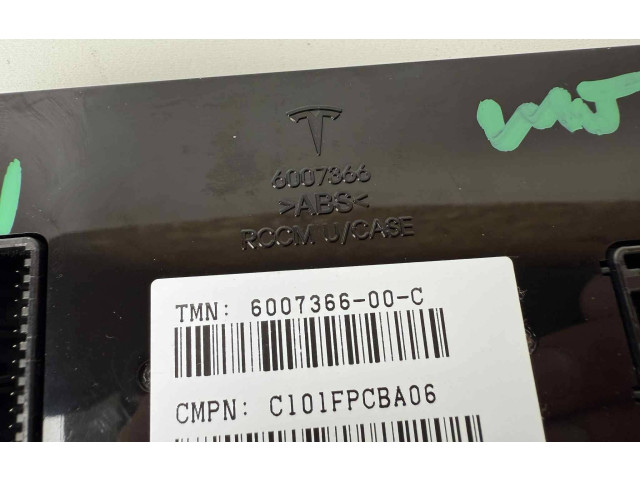 6007366
>ABS<
RCCM U/CASE
TMN: 6007366-00-C
CMPN: C101FPCBA06